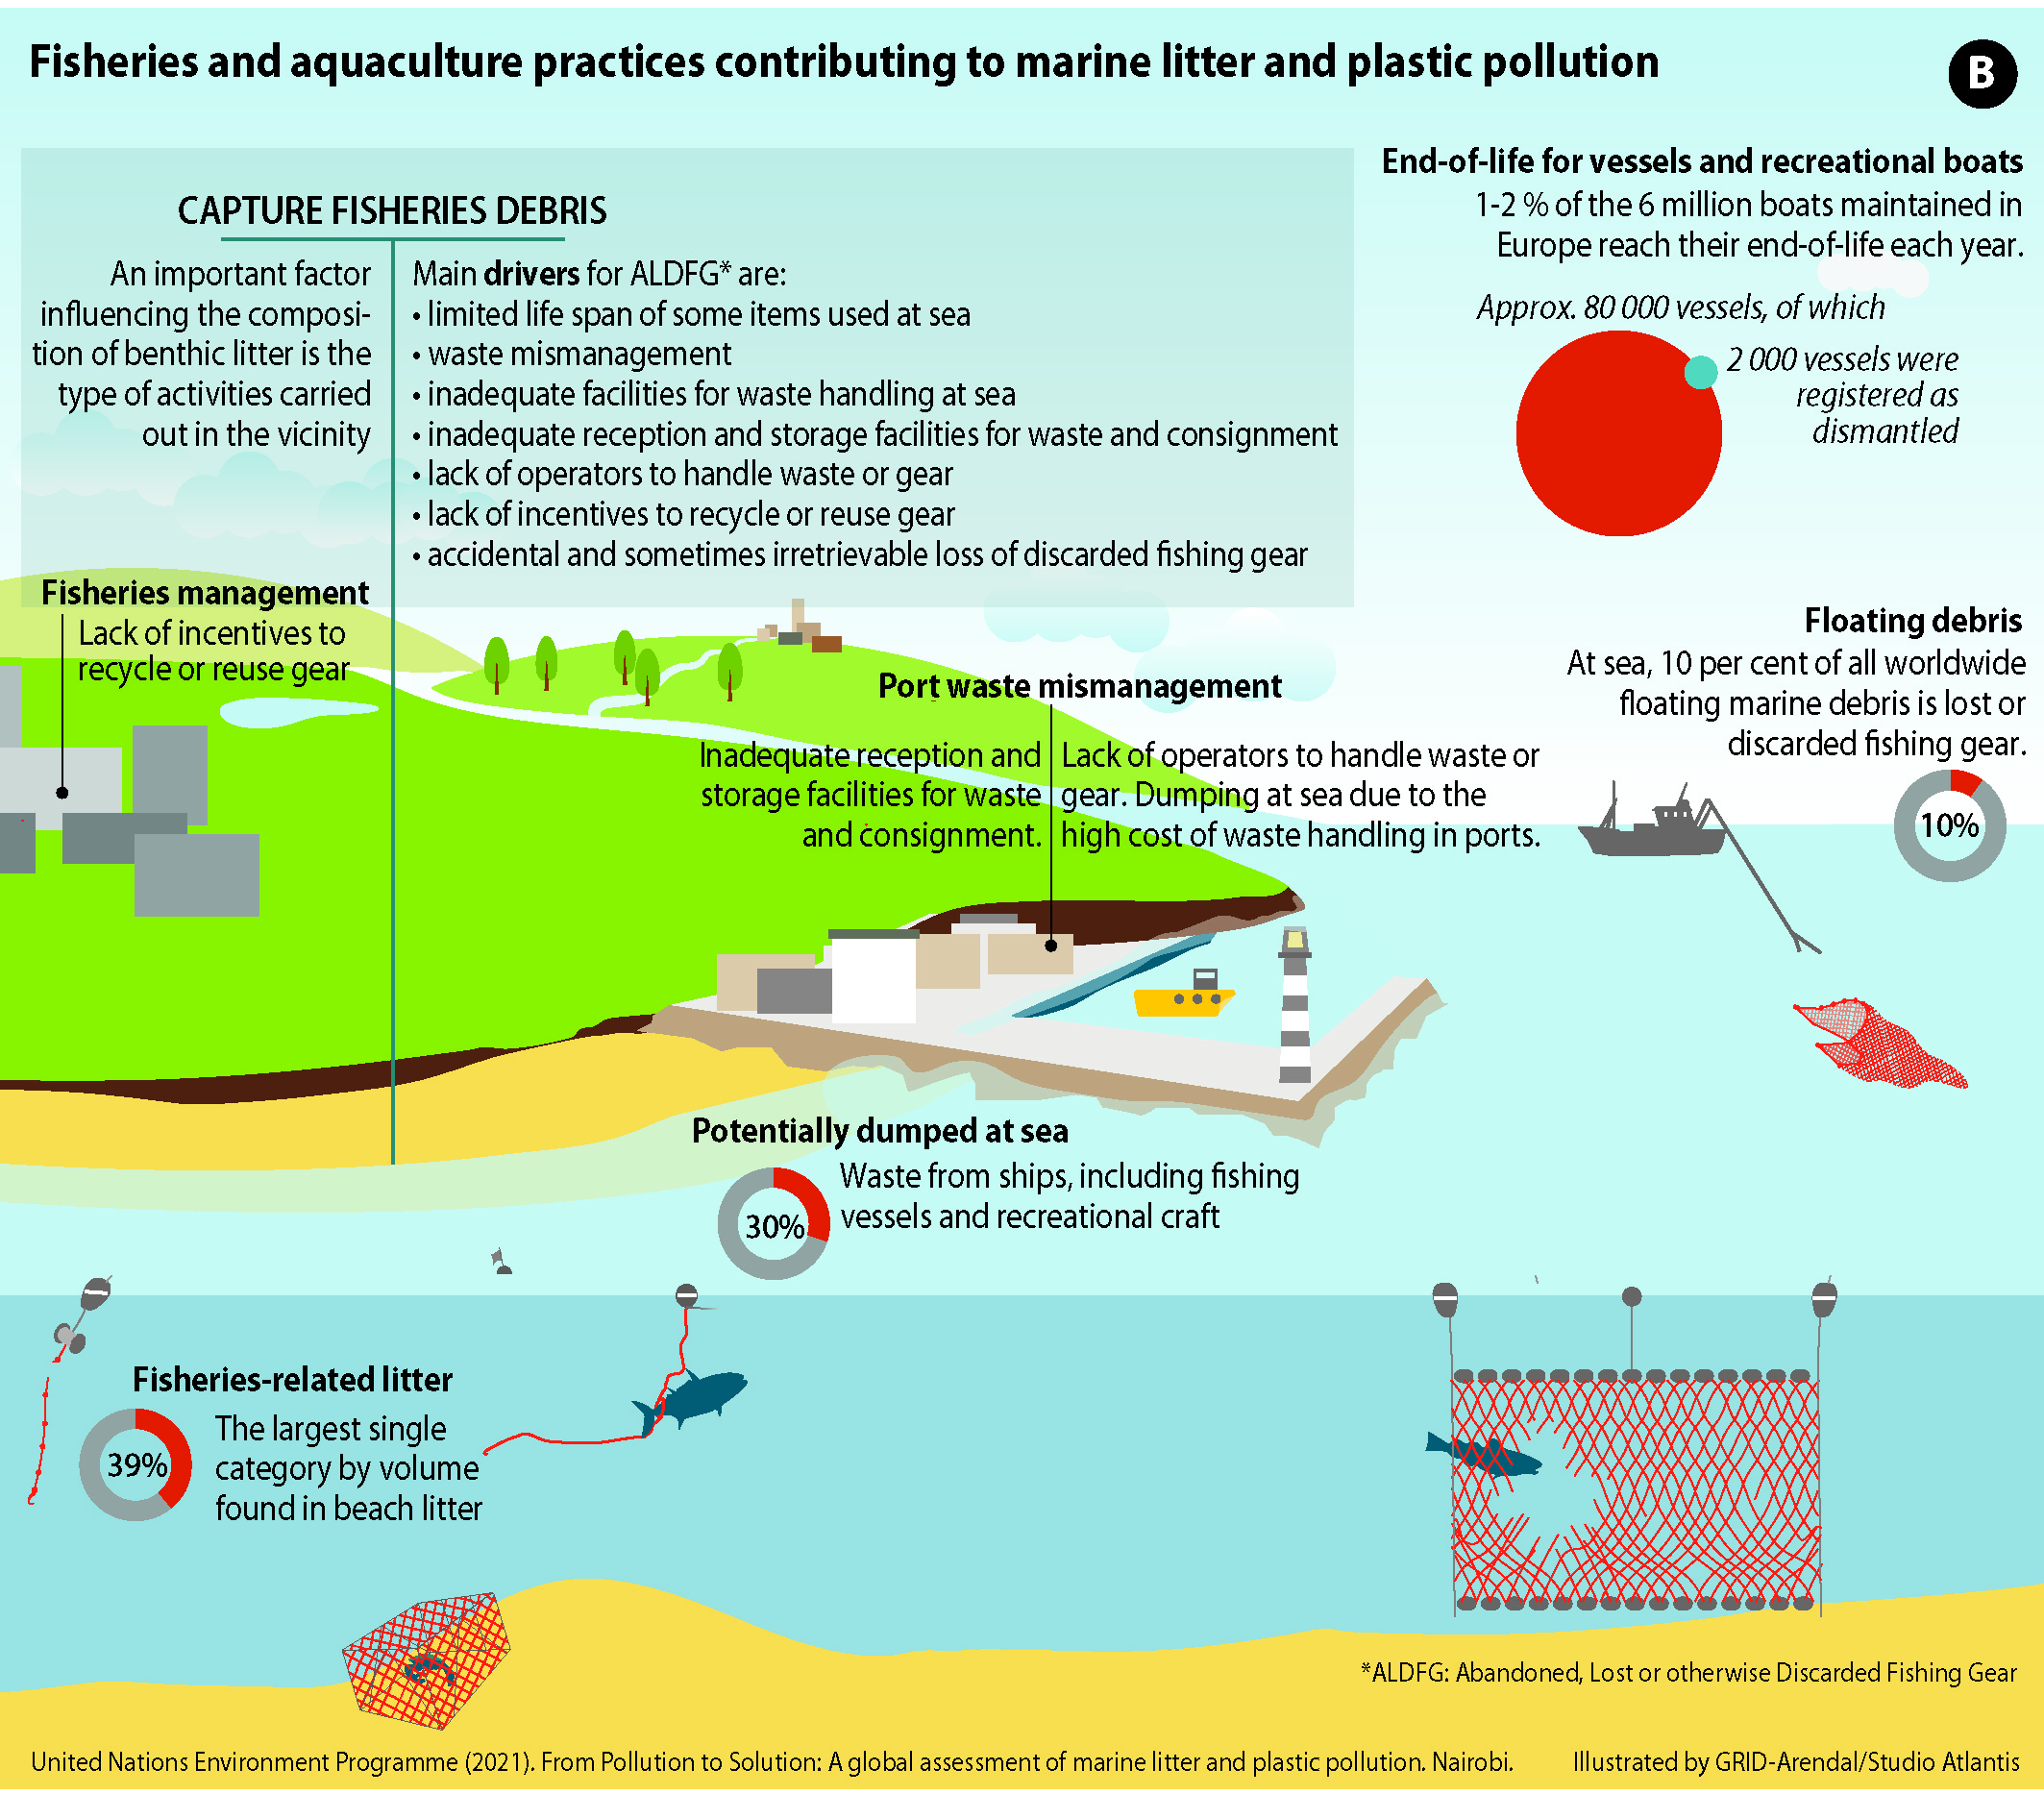 Fisheries and aquaculture practices contributing to marine litter and plastic pollution
B
CAPTURE FISHERIES DEBRIS
An important factor
influencing the composi-
tion of benthic litter is the
type of activities carried
out in the vicinity
Main drivers for ALDFG* are:
• limited life span of some items used at sea
• waste mismanagement
• inadequate facilities for waste handling at sea
• inadequate reception and storage facilities for waste and consignment
• lack of operators to handle waste or gear
• lack of incentives to recycle or reuse gear
• accidental and sometimes irretrievable loss of discarded fishing gear
End-of-life for vessels and recreational boats
1-2 % of the 6 million boats maintained in
Europe reach their end-of-life each year.
Approx. 80 000 vessels, of which
2 000 vessels were
registered as
dismantled
Fisheries management
Lack of incentives to
recycle or reuse gear
Port waste mismanagement
Inadequate reception and
storage facilities for waste
and consignment.
Lack of operators to handle waste or
gear. Dumping at sea due to the
high cost of waste handling in ports.
Floating debris
At sea, 10 per cent of all worldwide
floating marine debris is lost or
discarded fishing gear.
10%
Potentially dumped at sea
30%
Waste from ships, including fishing
vessels and recreational craft
Fisheries-related litter
39%
The largest single
category by volume
found in beach litter
*ALDFG: Abandoned, Lost or otherwise Discarded Fishing Gear
United Nations Environment Programme (2021). From Pollution to Solution: A global assessment of marine litter and plastic pollution. Nairobi.
Illustrated by GRID-Arendal/Studio Atlantis